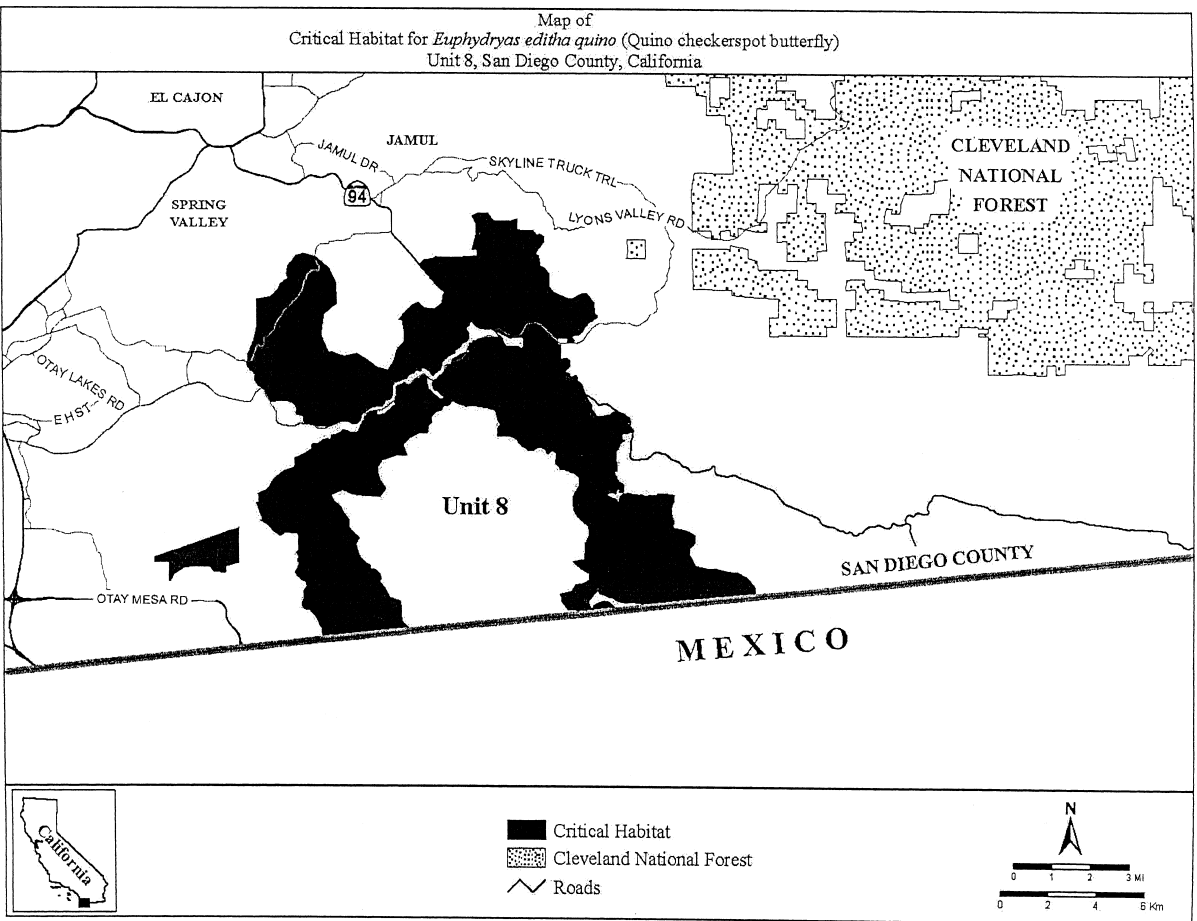 Map of
Critical Habitat for Euphydryas editha quino (Quino checkerspot butterfly)
Unit 8, San Diego County, California
EL CAJON
JAMUL
JAMUL DR
SKYLINE TRUCK TRL
94
CLEVELAND
NATIONAL
FOREST
SPRING
VALLEY
LYONS VALLEY RD
OTAY LAKES RD
E H ST
Unit 8
SAN DIEGO COUNTY
OTAY MESA RD
MEXICO
California
Critical Habitat
Cleveland National Forest
Roads
N
0 1 2 3 MI
0 2 4 6 Km